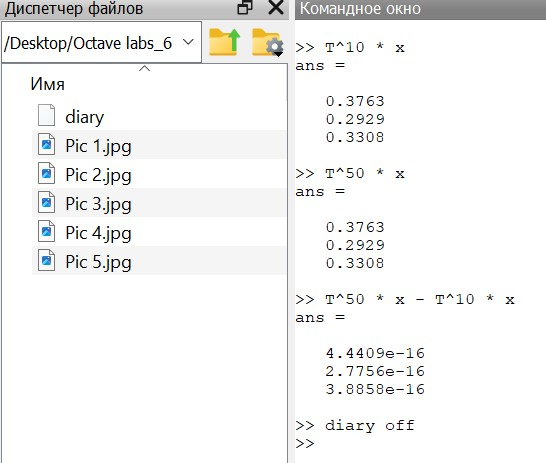 Диспетчер файлов
/Desktop/Octave labs_6
Имя
diary
Pic 1.jpg
Pic 2.jpg
Pic 3.jpg
Pic 4.jpg
Pic 5.jpg
Командное окно
>> T^10 * x
ans =
0.3763
0.2929
0.3308
>> T^50 * x
ans =
0.3763
0.2929
0.3308
>> T^50 * x - T^10 * x
ans =
4.4409e-16
2.7756e-16
3.8858e-16
>> diary off
>>